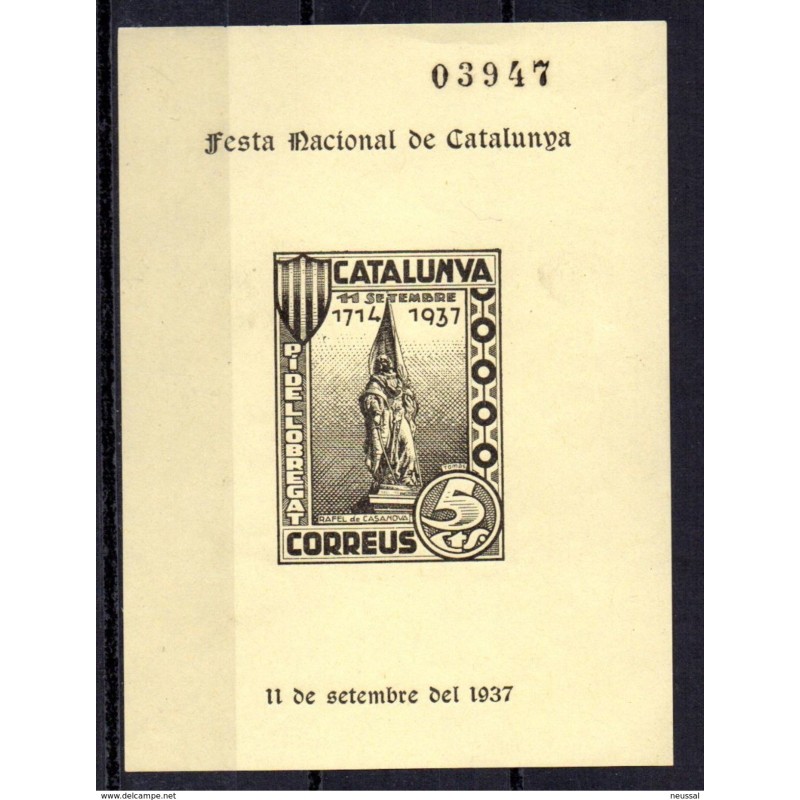 03947
Festa Nacional de Catalunya
CATALUNYA
11 SETEMBRE
1714 1937
PI DE LLOBREGAT
RAFEL de CASANOVA
5
Cts
CORREUS
11 de setembre del 1937
www.delcampe.net
neussal